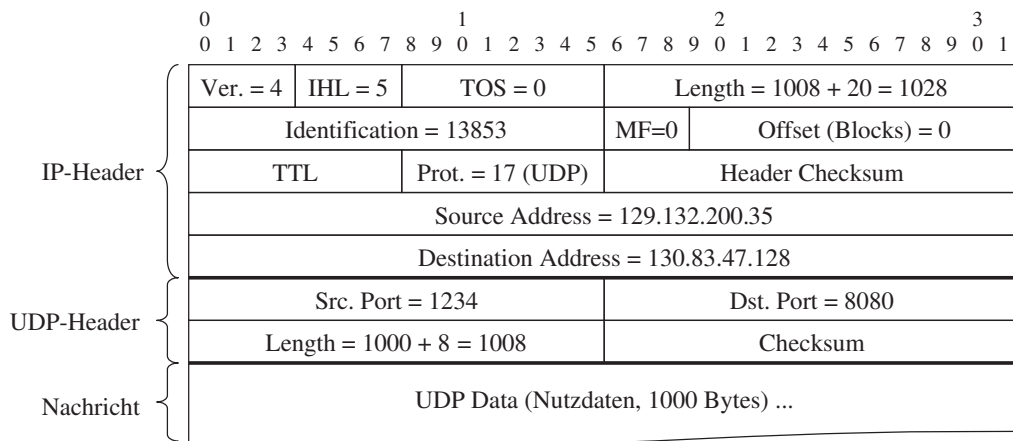 0 1 2 3
0 1 2 3 4 5 6 7 8 9 0 1 2 3 4 5 6 7 8 9 0 1 2 3 4 5 6 7 8 9 0 1
Ver. = 4 IHL = 5 TOS = 0 Length = 1008 + 20 = 1028
Identification = 13853 MF=0 Offset (Blocks) = 0
IP-Header TTL Prot. = 17 (UDP) Header Checksum
Source Address = 129.132.200.35
Destination Address = 130.83.47.128
Src. Port = 1234 Dst. Port = 8080
UDP-Header
Length = 1000 + 8 = 1008 Checksum
Nachricht UDP Data (Nutzdaten, 1000 Bytes) ...